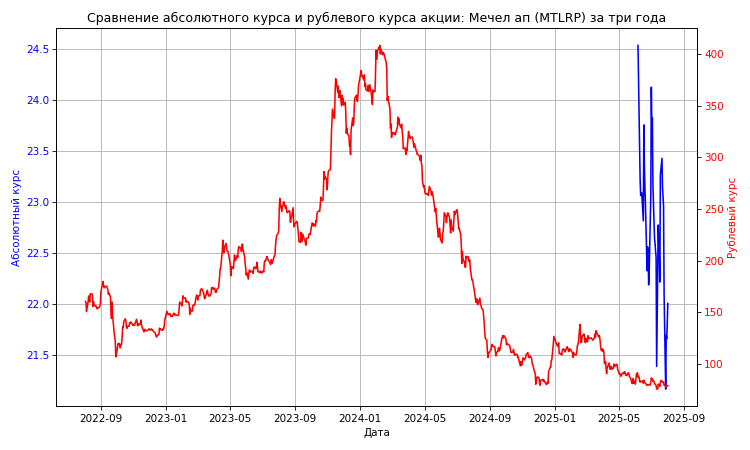 Сравнение абсолютного курса и рублевого курса акции: Мечел ап (MTLRP) за три года
24.5
24.0
23.5
23.0
22.5
22.0
21.5
Абсолютный курс
400
350
300
250
200
150
100
Рублевый курс
2022-09 2023-01 2023-05 2023-09 2024-01 2024-05 2024-09 2025-01 2025-05 2025-09
Дата